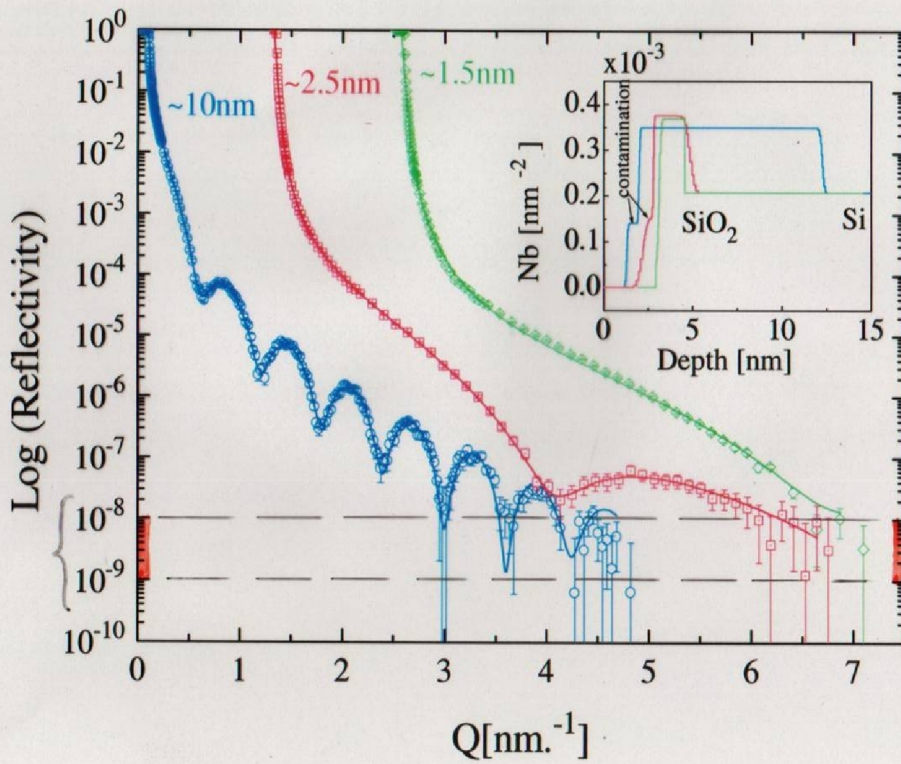 10⁰
10⁻¹
10⁻²
10⁻³
10⁻⁴
10⁻⁵
10⁻⁶
10⁻⁷
10⁻⁸
10⁻⁹
10⁻¹⁰
Log (Reflectivity)
~10nm
~2.5nm
~1.5nm
x10⁻³
0.4
0.3
0.2
0.1
0.0
Nb [nm⁻²]
contamination
SiO₂
Si
0 5 10 15
Depth [nm]
0 1 2 3 4 5 6 7
Q[nm.⁻¹]